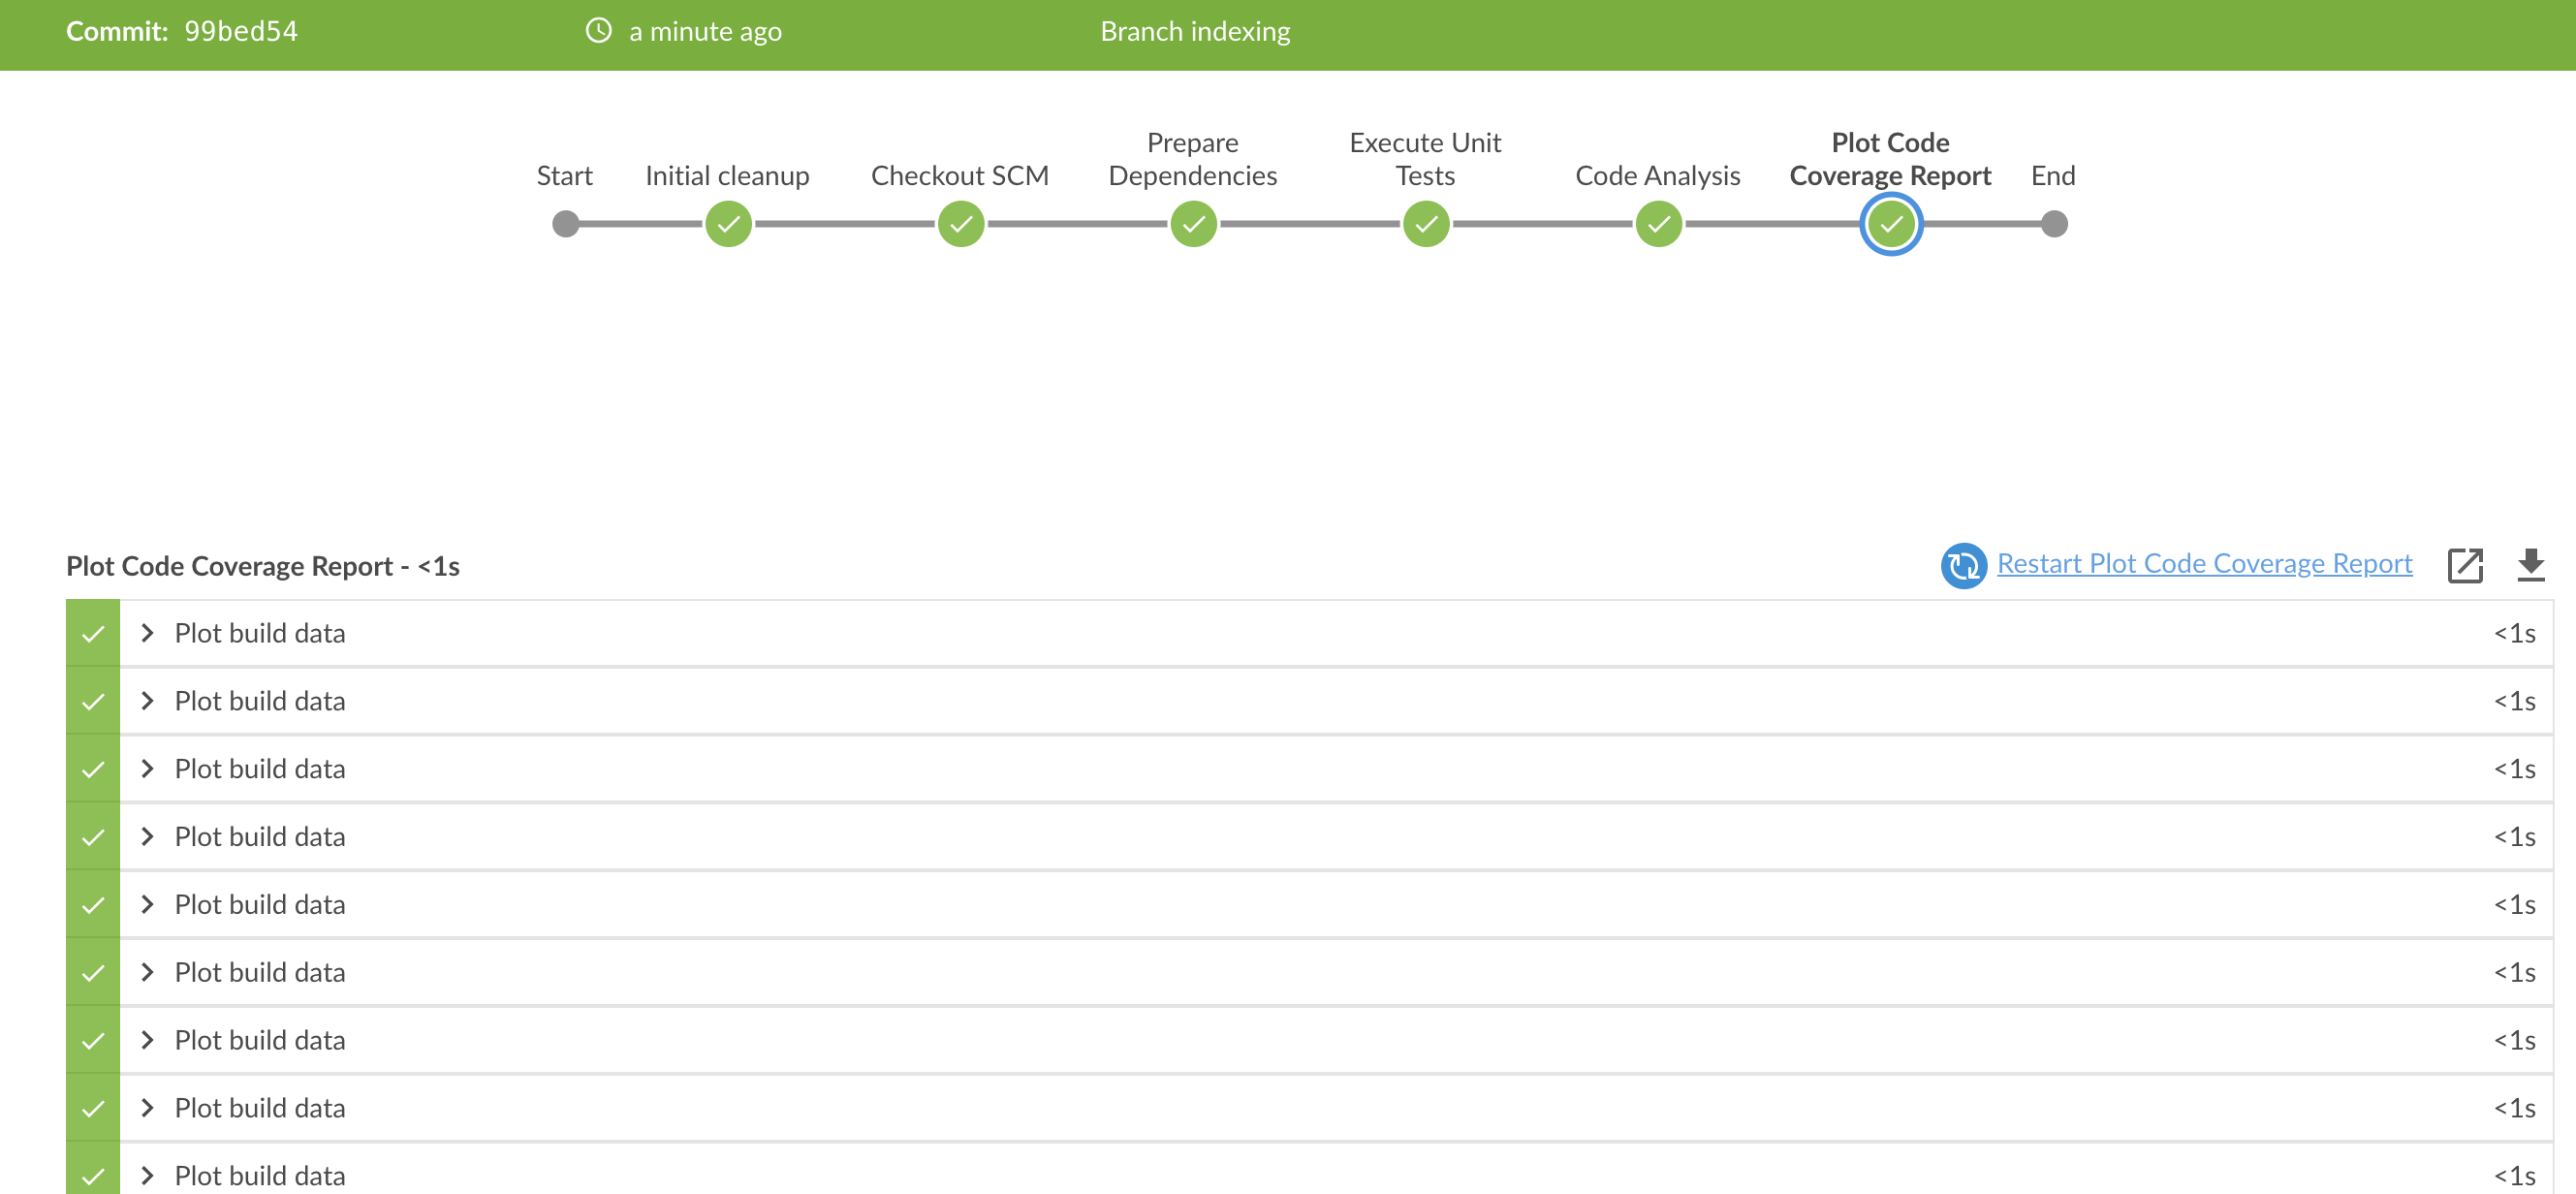 Commit: 99bed54 a minute ago Branch indexing
Start
Initial cleanup
Checkout SCM
Prepare
Dependencies
Execute Unit
Tests
Code Analysis
Plot Code
Coverage Report
End
Plot Code Coverage Report - <1s
Restart Plot Code Coverage Report
Plot build data <1s
Plot build data <1s
Plot build data <1s
Plot build data <1s
Plot build data <1s
Plot build data <1s
Plot build data <1s
Plot build data <1s
Plot build data <1s